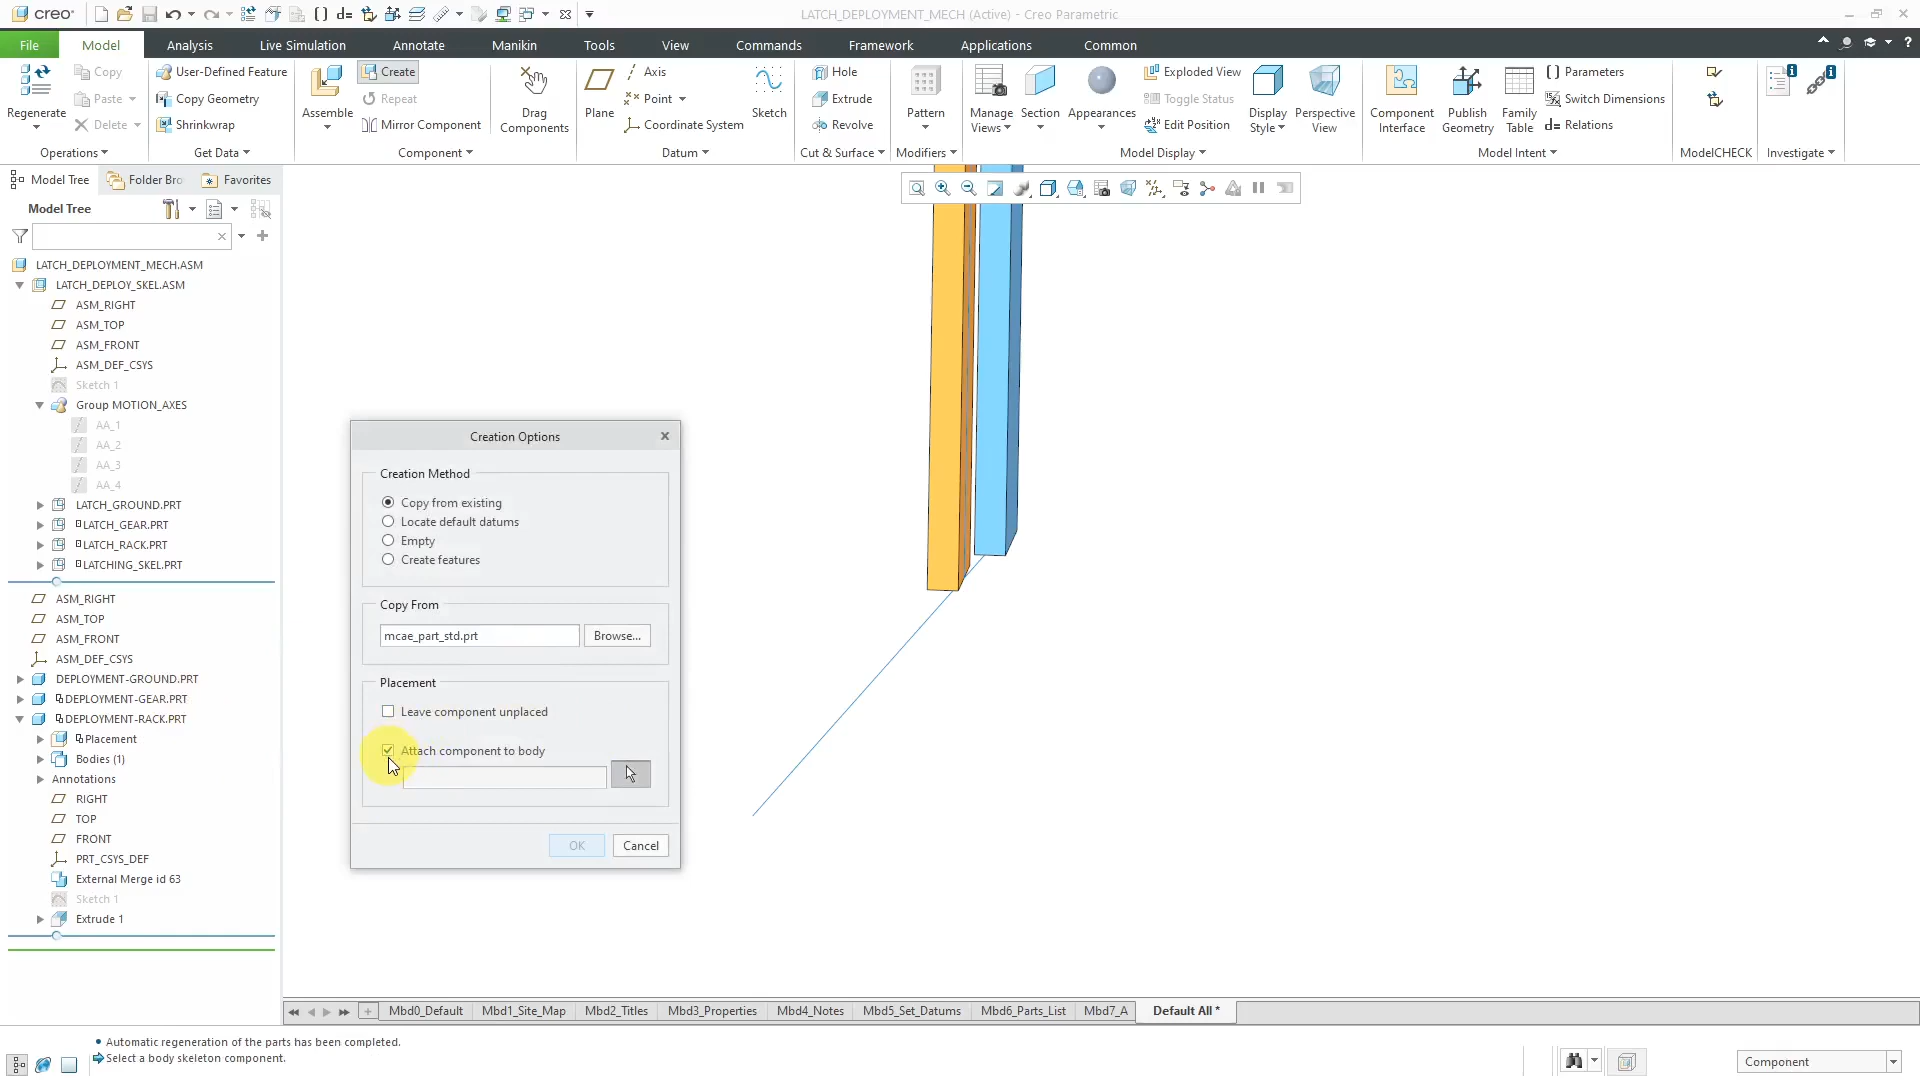 creo
LATCH_DEPLOYMENT_MECH (Active) - Creo Parametric
File
Model
Analysis
Live Simulation
Annotate
Manikin
Tools
View
Commands
Framework
Applications
Common
Regenerate
Copy
Paste
Delete
Operations
User-Defined Feature
Copy Geometry
Shrinkwrap
Get Data
Assemble
Create
Repeat
Mirror Component
Component
Drag
Components
Plane
Axis
Point
Coordinate System
Sketch
Datum
Hole
Extrude
Revolve
Cut & Surface
Pattern
Modifiers
Manage
Views
Section
Appearances
Exploded View
Toggle Status
Edit Position
Display
Style
Perspective
View
Model Display
Component
Interface
Publish
Geometry
Family
Table
Parameters
Switch Dimensions
Relations
Model Intent
ModelCHECK
Investigate
Model Tree
Folder Bro
Favorites
Model Tree
LATCH_DEPLOYMENT_MECH.ASM
LATCH_DEPLOY_SKEL.ASM
ASM_RIGHT
ASM_TOP
ASM_FRONT
ASM_DEF_CSYS
Sketch 1
Group MOTION_AXES
AA_1
AA_2
AA_3
AA_4
LATCH_GROUND.PRT
LATCH_GEAR.PRT
LATCH_RACK.PRT
LATCHING_SKEL.PRT
ASM_RIGHT
ASM_TOP
ASM_FRONT
ASM_DEF_CSYS
DEPLOYMENT-GROUND.PRT
DEPLOYMENT-GEAR.PRT
DEPLOYMENT-RACK.PRT
Placement
Bodies (1)
Annotations
RIGHT
TOP
FRONT
PRT_CSYS_DEF
External Merge id 63
Sketch 1
Extrude 1
Creation Options
Creation Method
Copy from existing
Locate default datums
Empty
Create features
Copy From
mcae_part_std.prt
Browse...
Placement
Leave component unplaced
Attach component to body
OK
Cancel
Mbd0_Default
Mbd1_Site_Map
Mbd2_Titles
Mbd3_Properties
Mbd4_Notes
Mbd5_Set_Datums
Mbd6_Parts_List
Mbd7_A
Default All *
Automatic regeneration of the parts has been completed.
Select a body skeleton component.
Component